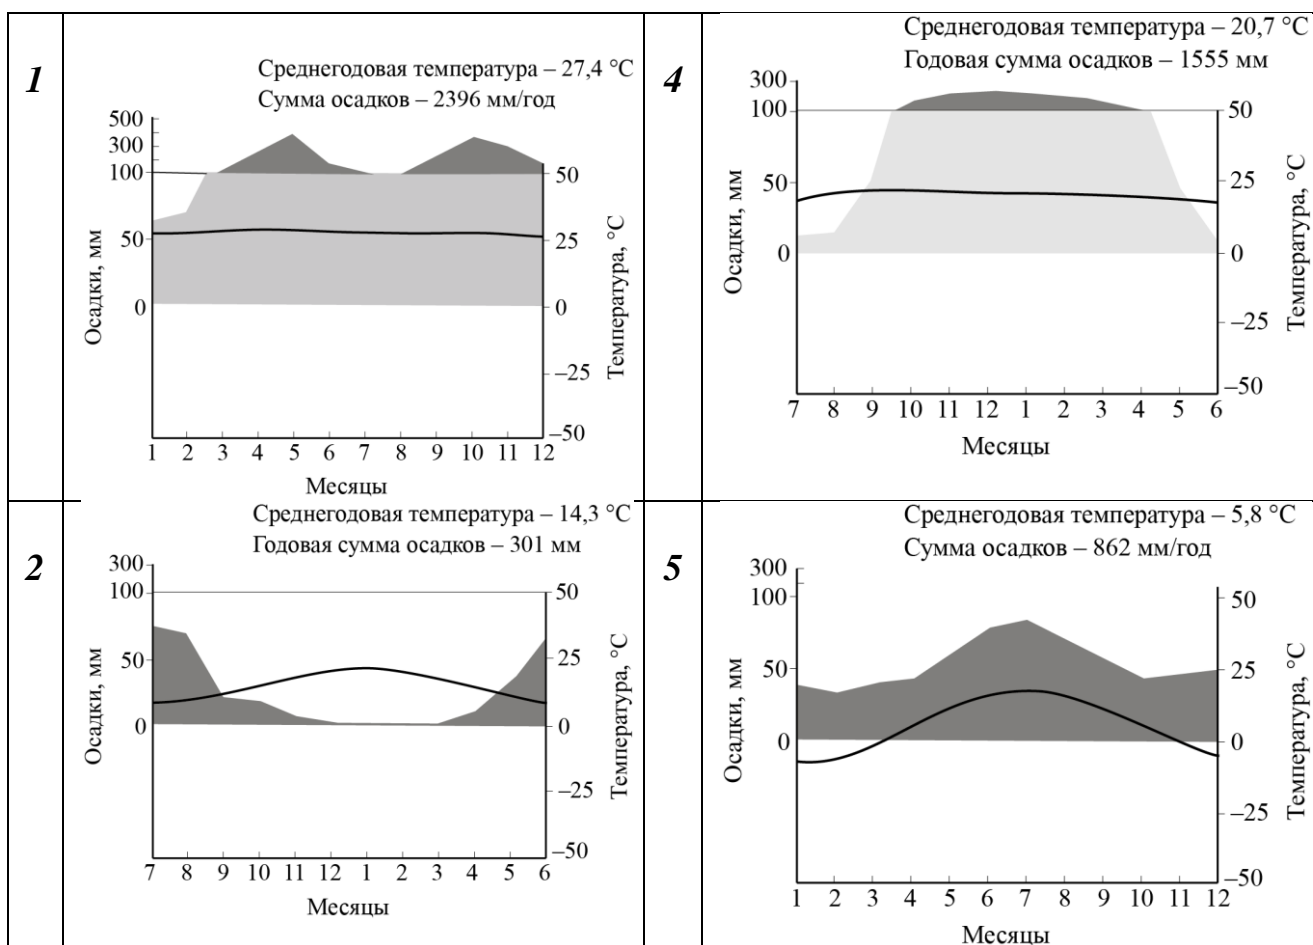 1
Среднегодовая температура – 27,4 °C
Сумма осадков – 2396 мм/год
500
300
100
50
0
50
25
0
–25
–50
Осадки, мм
Температура, °C
1 2 3 4 5 6 7 8 9 10 11 12
Месяцы
4
Среднегодовая температура – 20,7 °C
Годовая сумма осадков – 1555 мм
300
100
50
0
50
25
0
–25
–50
Осадки, мм
Температура, °C
7 8 9 10 11 12 1 2 3 4 5 6
Месяцы
2
Среднегодовая температура – 14,3 °C
Годовая сумма осадков – 301 мм
300
100
50
0
50
25
0
–25
–50
Осадки, мм
Температура, °C
7 8 9 10 11 12 1 2 3 4 5 6
Месяцы
5
Среднегодовая температура – 5,8 °C
Сумма осадков – 862 мм/год
300
100
50
0
50
25
0
–25
–50
Осадки, мм
Температура, °C
1 2 3 4 5 6 7 8 9 10 11 12
Месяцы